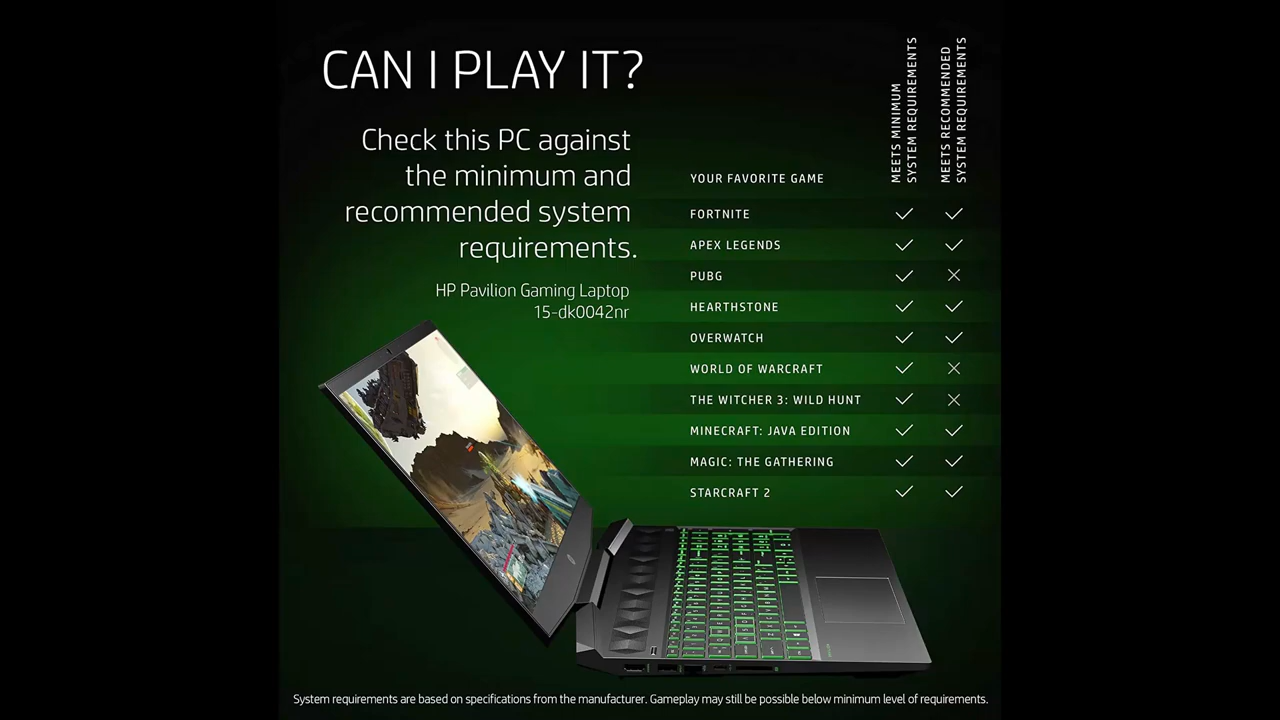 CAN I PLAY IT?
Check this PC against
the minimum and
recommended system
requirements.
HP Pavilion Gaming Laptop
15-dk0042nr
MEETS MINIMUM
SYSTEM REQUIREMENTS
MEETS RECOMMENDED
SYSTEM REQUIREMENTS
YOUR FAVORITE GAME
FORTNITE ✓ ✓
APEX LEGENDS ✓ ✓
PUBG ✓ ✕
HEARTHSTONE ✓ ✓
OVERWATCH ✓ ✓
WORLD OF WARCRAFT ✓ ✕
THE WITCHER 3: WILD HUNT ✓ ✕
MINECRAFT: JAVA EDITION ✓ ✓
MAGIC: THE GATHERING ✓ ✓
STARCRAFT 2 ✓ ✓
System requirements are based on specifications from the manufacturer. Gameplay may still be possible below minimum level of requirements.